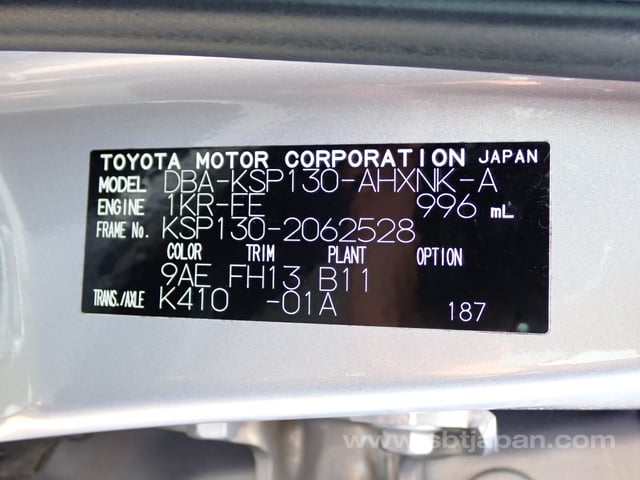 TOYOTA MOTOR CORPORATION JAPAN
MODEL DBA-KSP130-AHXNK-A
ENGINE 1KR-FE 996 mL
FRAME No. KSP130-2062528
COLOR TRIM PLANT OPTION
9AE FH13 B11
TRANS./AXLE K410 -01A 187
www.sbtjapan.com